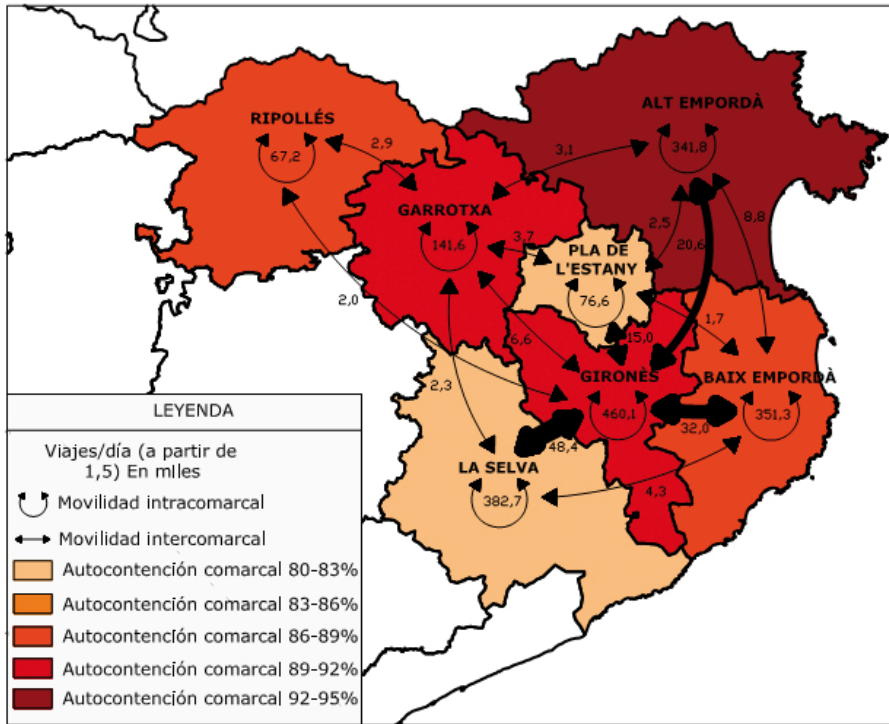 RIPOLLÉS
67,2
2,9
ALT EMPORDÀ
341,8
3,1
GARROTXA
141,6
3,7
2,5
20,6
8,8
PLA DE
L'ESTANY
76,6
2,0
6,6
15,0
1,7
GIRONÈS
460,1
BAIX EMPORDÀ
351,3
32,0
2,3
48,4
LA SELVA
382,7
4,3
LEYENDA
Viajes/día (a partir de
1,5) En miles
Movilidad intracomarcal
Movilidad intercomarcal
Autocontención comarcal 80-83%
Autocontención comarcal 83-86%
Autocontención comarcal 86-89%
Autocontención comarcal 89-92%
Autocontención comarcal 92-95%